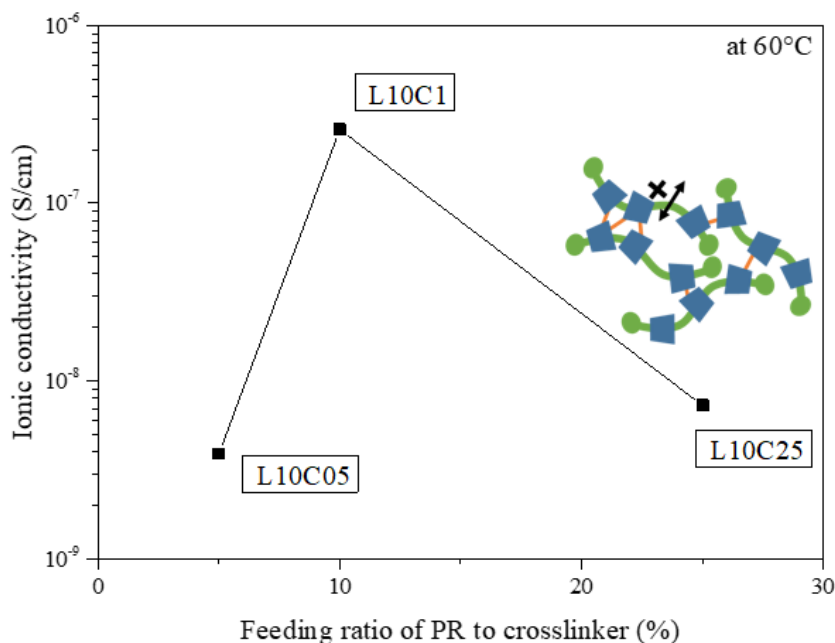 at 60°C
10⁻⁶
L10C1
10⁻⁷
Ionic conductivity (S/cm)
10⁻⁸
L10C25
L10C05
10⁻⁹
0
10
20
30
Feeding ratio of PR to crosslinker (%)